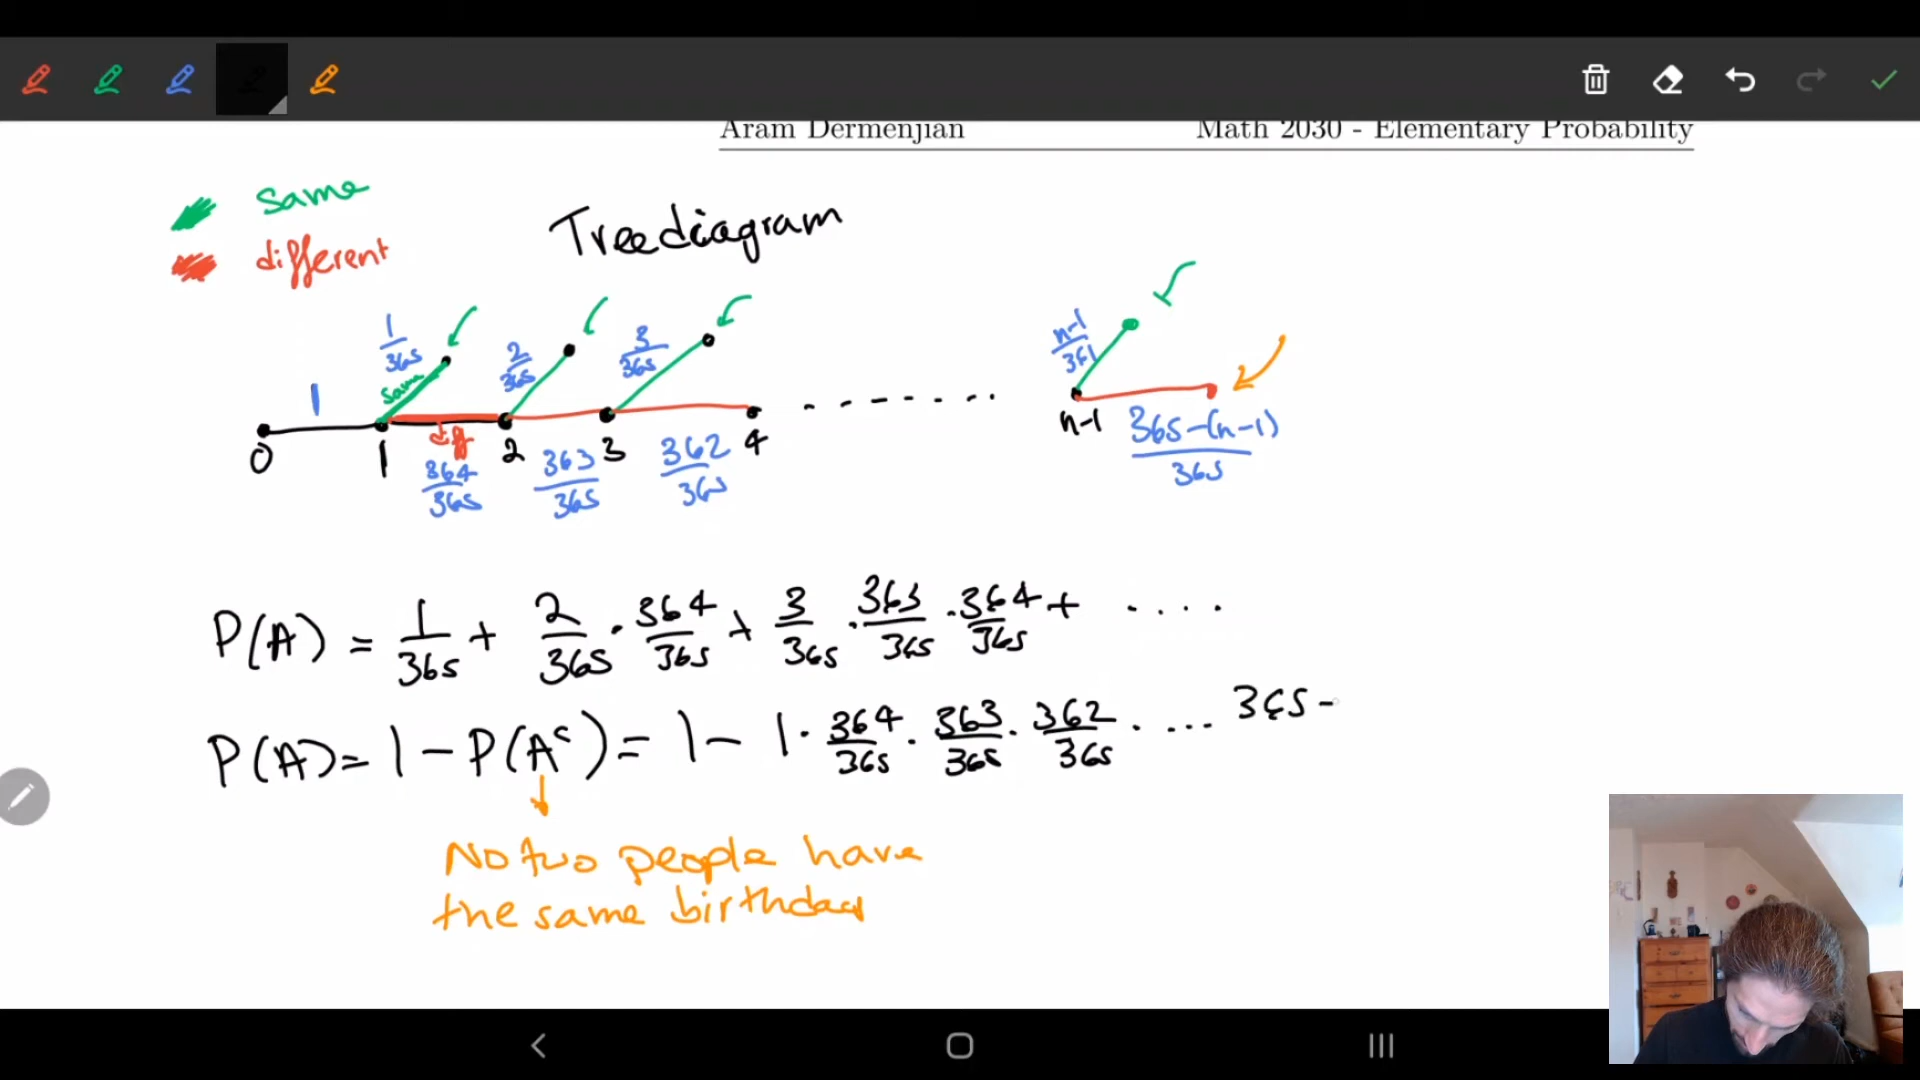 Aram Dermenjian Math 2030 - Elementary Probability
same
different
Treediagram
1/365 2/365 3/365 n-1/361
same
1
0 1 diff 2 3 4 n-1
364/365 363/365 362/365 365-(n-1)/365
P(A) = 1/365 + 2/365 · 364/365 + 3/365 · 363/365 · 364/365 + ....
P(A) = 1 - P(Aᶜ) = 1 - 1 · 364/365 · 363/365 · 362/365 · ... 365 -
No two people have
the same birthday